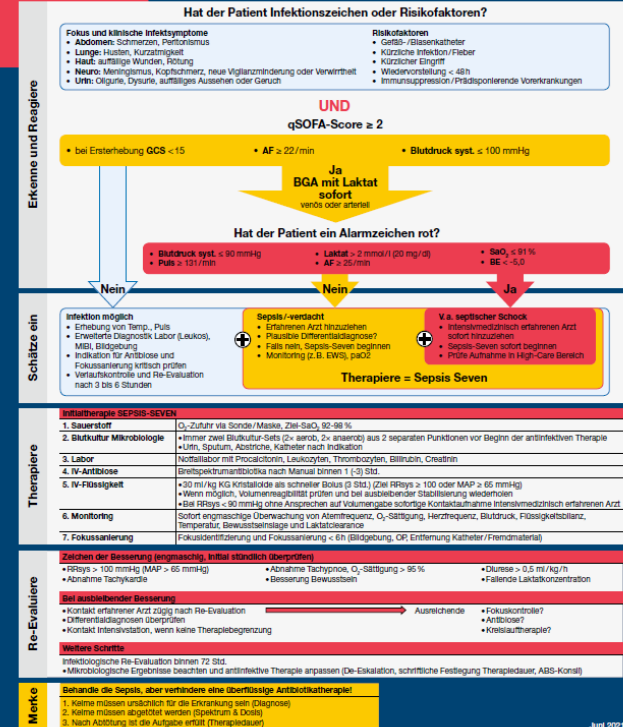 Hat der Patient Infektionszeichen oder Risikofaktoren?
Fokus und klinische Infektsymptome
• Abdomen: Schmerzen, Peritonismus
• Lunge: Husten, Kurzatmigkeit
• Haut: auffällige Wunden, Rötung
• Neuro: Meningismus, Kopfschmerz, neue Vigilanzminderung oder Verwirrtheit
• Urin: Oligurie, Dysurie, auffälliges Aussehen oder Geruch
Risikofaktoren
• Gefäß-/Blasenkatheter
• Kürzliche Infektion/Fieber
• Kürzlicher Eingriff
• Wiedervorstellung < 48h
• Immunsuppression/Prädisponierende Vorerkrankungen
UND
qSOFA-Score ≥ 2
• bei Ersterhebung GCS <15
• AF ≥ 22/min
• Blutdruck syst. ≤ 100 mmHg
Ja
BGA mit Laktat
sofort
venös oder arteriell
Erkenne und Reagiere
Hat der Patient ein Alarmzeichen rot?
• Blutdruck syst. ≤ 90 mmHg
• Puls ≥ 131/min
• Laktat > 2 mmol/l (20 mg/dl)
• AF ≥ 25/min
• SaO₂ ≤ 91%
• BE < -5,0
Nein
Nein
Ja
Schätze ein
Infektion möglich
• Erhebung von Temp., Puls
• Erweiterte Diagnostik Labor (Leukos), MiBi, Bildgebung
• Indikation für Antibiose und Fokussanierung kritisch prüfen
• Verlaufskontrolle und Re-Evaluation nach 3 bis 6 Stunden
Sepsis/-verdacht
• Erfahrenen Arzt hinzuziehen
• Plausible Differentialdiagnose?
• Falls nein, Sepsis-Seven beginnen
• Monitoring (z.B. EWS), paO2
V.a. septischer Schock
• Intensivmedizinisch erfahrenen Arzt sofort hinzuziehen
• Sepsis-Seven sofort beginnen
• Prüfe Aufnahme in High-Care Bereich
Therapiere = Sepsis Seven
Therapiere
Initialtherapie SEPSIS-SEVEN
1. Sauerstoff O₂-Zufuhr via Sonde/Maske, Ziel-SaO₂ 92-98 %
2. Blutkultur Mikrobiologie • Immer zwei Blutkultur-Sets (2× aerob, 2× anaerob) aus 2 separaten Punktionen vor Beginn der antiinfektiven Therapie
• Urin, Sputum, Abstriche, Katheter nach Indikation
3. Labor Notfalllabor mit Procalcitonin, Leukozyten, Thrombozyten, Bilirubin, Creatinin
4. IV-Antibiose Breitspektrumantibiotika nach Manual binnen 1 (-3) Std.
5. IV-Flüssigkeit • 30 ml/kg KG Kristalloide als schneller Bolus (3 Std.) (Ziel RRsys ≥ 100 oder MAP ≥ 65 mmHg)
• Wenn möglich, Volumenreagibilität prüfen und bei ausbleibender Stabilisierung wiederholen
• Bei RRsys < 90 mmHg ohne Ansprechen auf Volumengabe sofortige Kontaktaufnahme intensivmedizinisch erfahrenen Arzt
6. Monitoring Sofort engmaschige Überwachung von Atemfrequenz, O₂-Sättigung, Herzfrequenz, Blutdruck, Flüssigkeitsbilanz,
Temperatur, Bewusstseinslage und Laktatclearance
7. Fokussanierung Fokusidentifizierung und Fokussanierung < 6h (Bildgebung, OP, Entfernung Katheter/Fremdmaterial)
Re-Evaluiere
Zeichen der Besserung (engmaschig, initial stündlich überprüfen)
• RRsys > 100 mmHg (MAP > 65 mmHg)
• Abnahme Tachykardie
• Abnahme Tachypnoe, O₂-Sättigung > 95 %
• Besserung Bewusstsein
• Diurese > 0,5 ml/kg/h
• Fallende Laktatkonzentration
Bei ausbleibender Besserung
• Kontakt erfahrener Arzt zügig nach Re-Evaluation
• Differentialdiagnosen überprüfen
• Kontakt Intensivstation, wenn keine Therapiebegrenzung
Ausreichende
• Fokuskontrolle?
• Antibiose?
• Kreislauftherapie?
Weitere Schritte
Infektiologische Re-Evaluation binnen 72 Std.
• Mikrobiologische Ergebnisse beachten und antiinfektive Therapie anpassen (De-Eskalation, schriftliche Festlegung Therapiedauer, ABS-Konsil)
Merke
Behandle die Sepsis, aber verhindere eine überflüssige Antibiotikatherapie!
1. Keime müssen ursächlich für die Erkrankung sein (Diagnose)
2. Keime müssen abgetötet werden (Spektrum & Dosis)
3. Nach Abtötung ist die Aufgabe erfüllt (Therapiedauer)